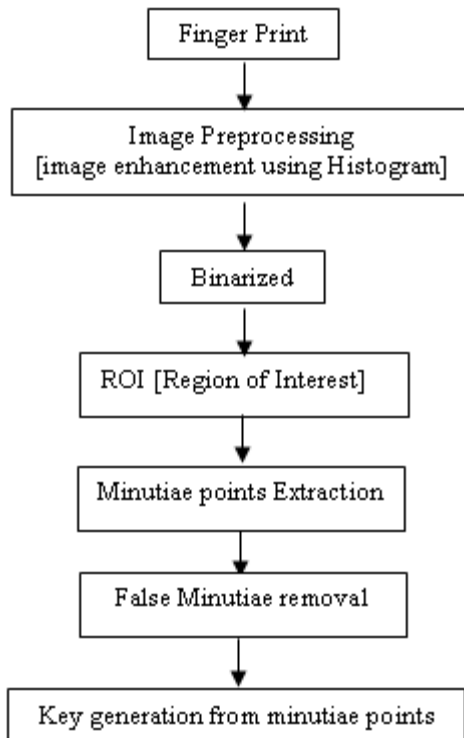 Finger Print
Image Preprocessing
[image enhancement using Histogram]
Binarized
ROI [Region of Interest]
Minutiae points Extraction
False Minutiae removal
Key generation from minutiae points